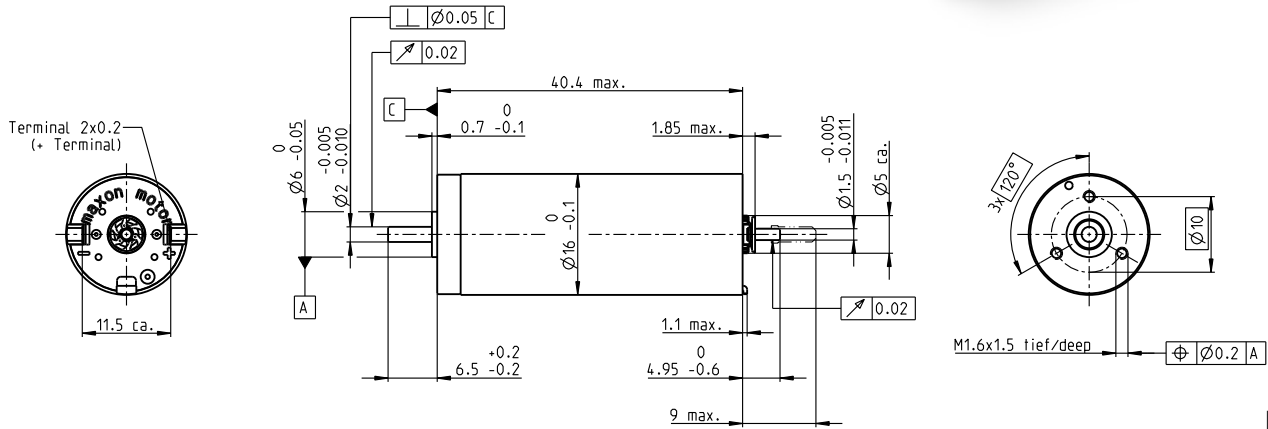 ⊥ Ø0.05 C
↗ 0.02
C
40.4 max.
0
0.7 -0.1
1.85 max.
Terminal 2x0.2
(+ Terminal)
maxon motor
- +
11.5 ca.
0
Ø6 -0.05
-0.005
Ø2 -0.010
A
0
Ø16 -0.1
-0.005
Ø1.5 -0.011
Ø5 ca.
↗ 0.02
1.1 max.
+0.2
6.5 -0.2
0
4.95 -0.6
9 max.
3x 120°
Ø10
M1.6x1.5 tief/deep
⌖ Ø0.2 A